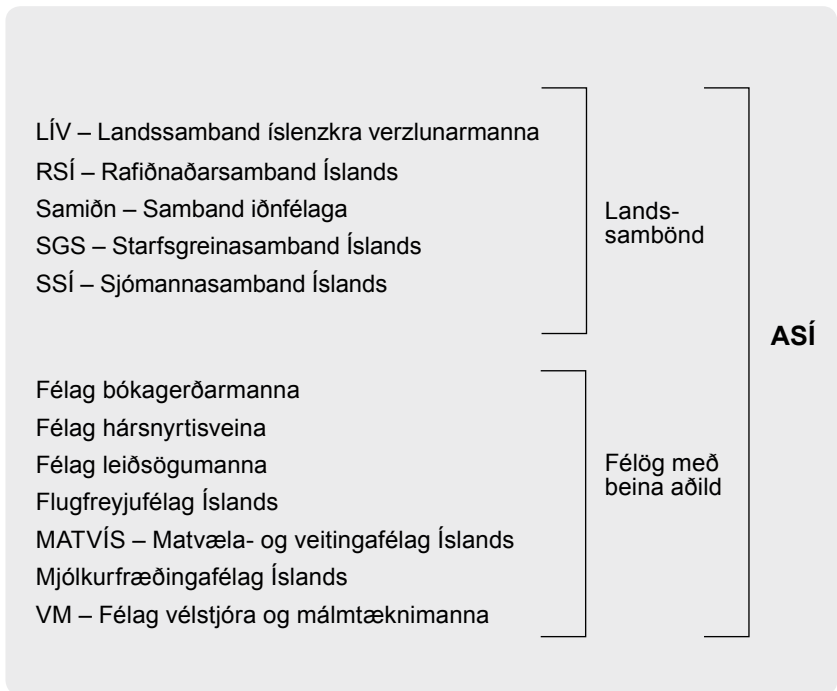 LÍV – Landssamband íslenzkra verzlunarmanna
RSÍ – Rafiðnaðarsamband Íslands
Samiðn – Samband iðnfélaga
SGS – Starfsgreinasamband Íslands
SSÍ – Sjómannasamband Íslands
Lands-
sambönd
ASÍ
Félag bókagerðarmanna
Félag hársnyrtisveina
Félag leiðsögumanna
Flugfreyjufélag Íslands
MATVÍS – Matvæla- og veitingafélag Íslands
Mjólkurfræðingafélag Íslands
VM – Félag vélstjóra og málmtæknimanna
Félög með
beina aðild